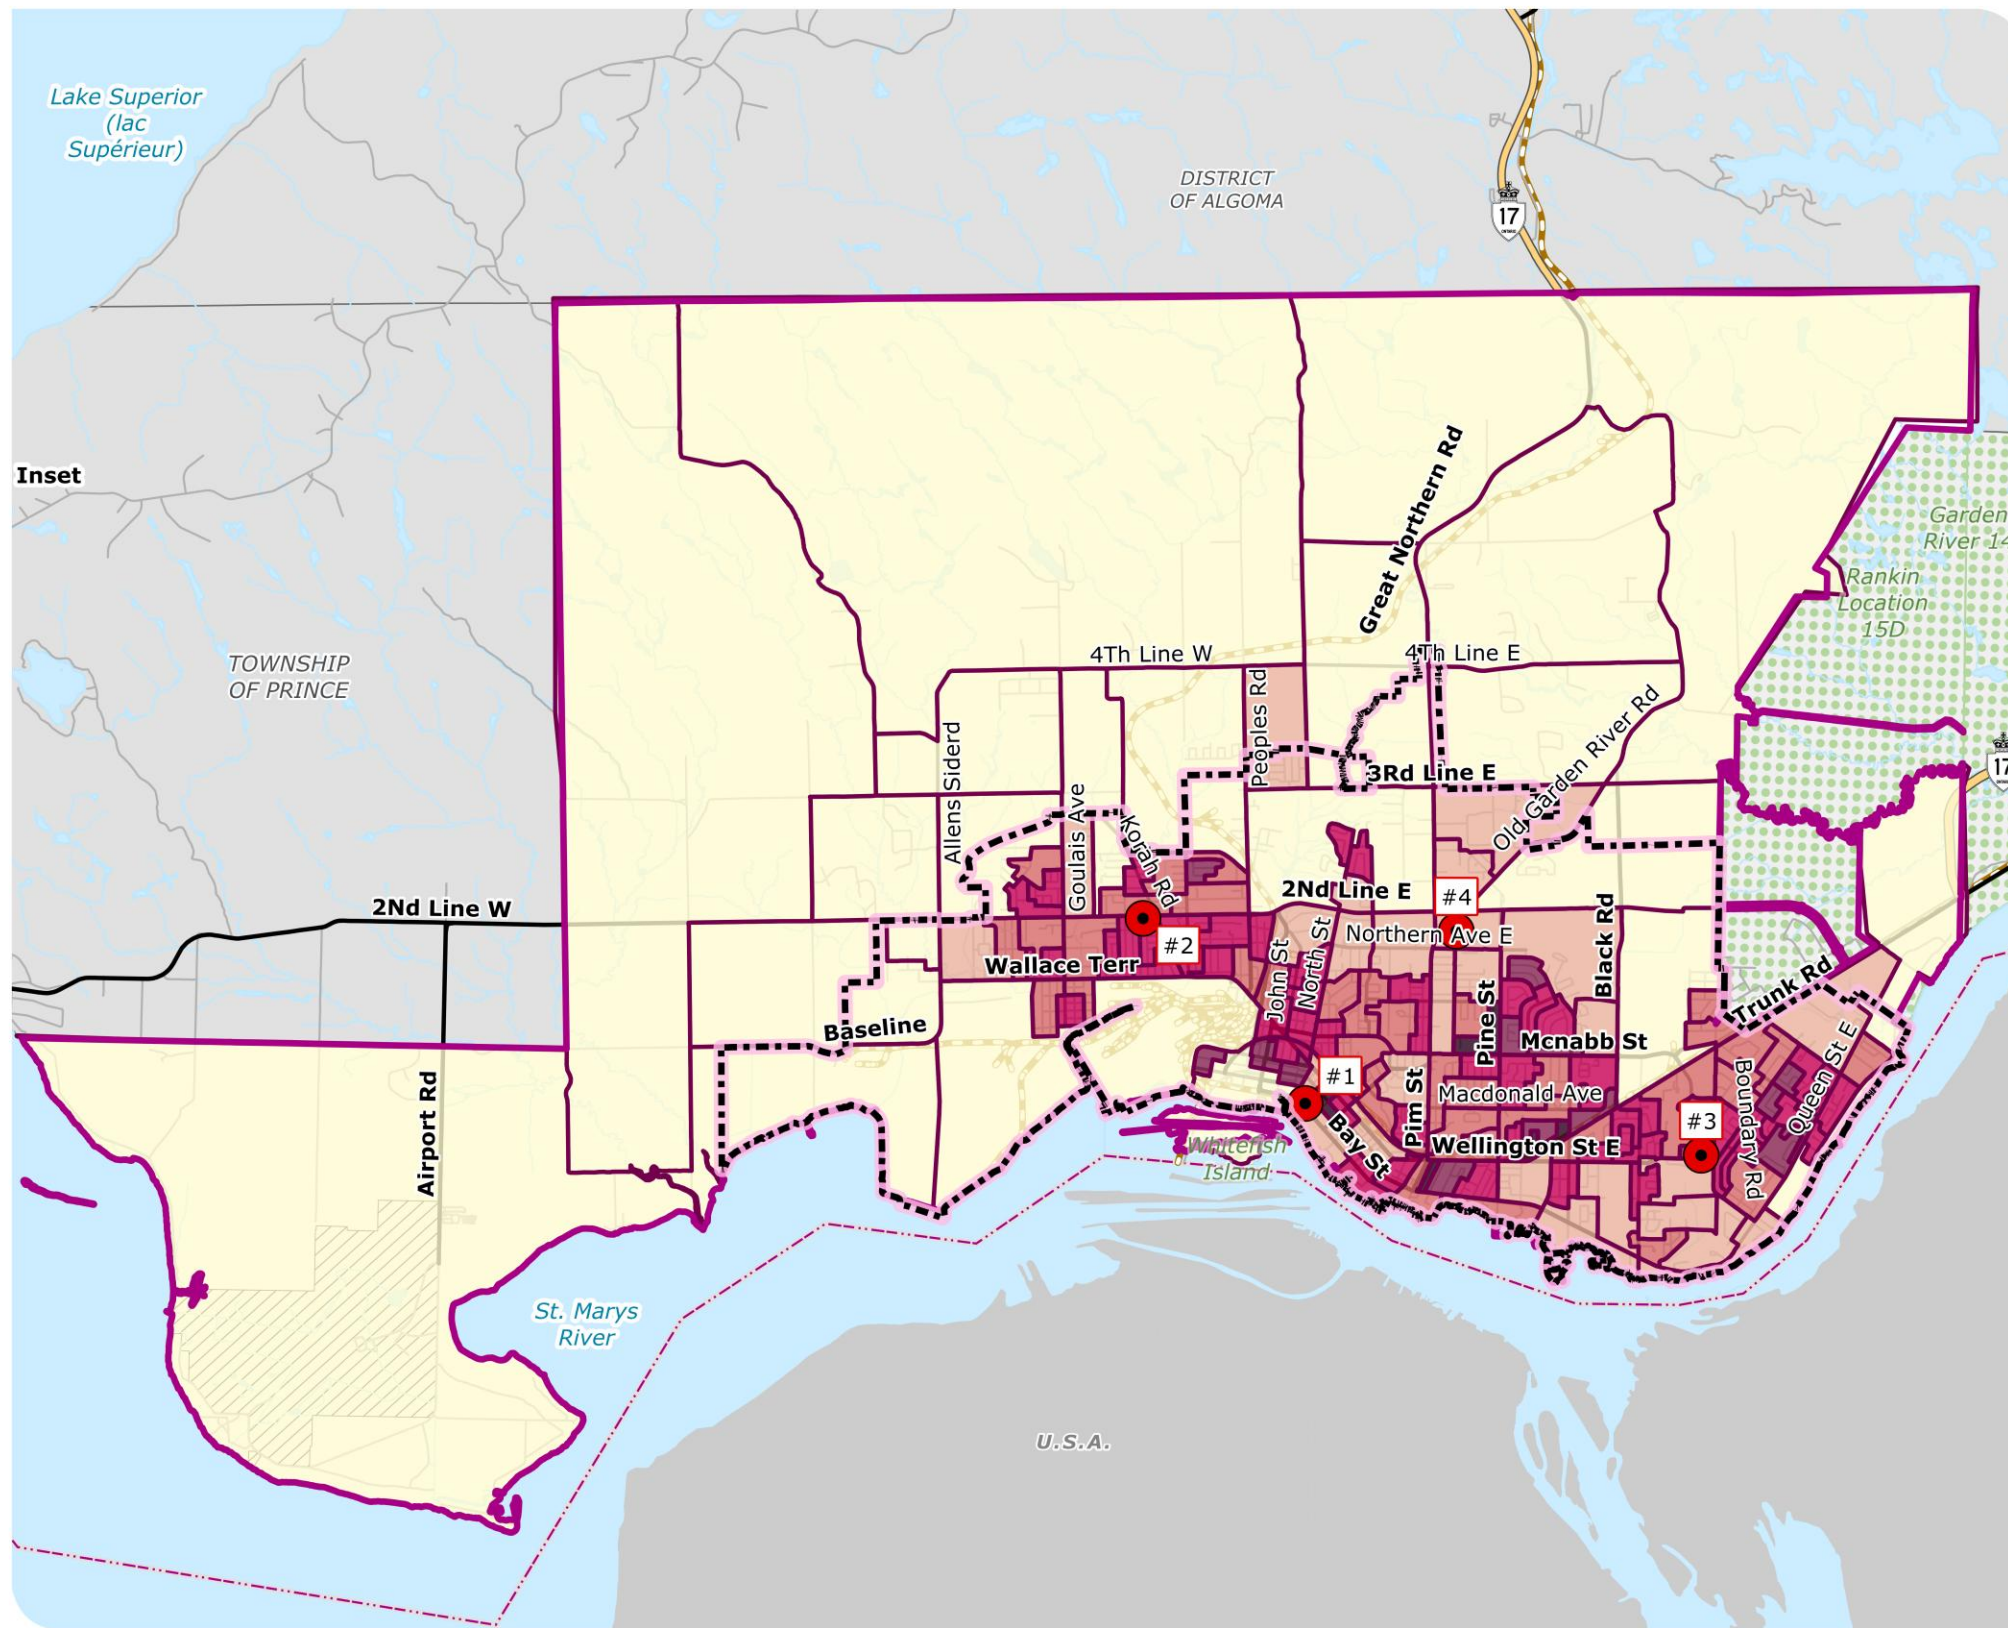 Lake Superior
(lac
Supérieur)
DISTRICT
OF ALGOMA
17
ONTARIO
Inset
Great Northern Rd
Garden
River 14
Rankin
Location
15D
TOWNSHIP
OF PRINCE
4Th Line W
4Th Line E
Peoples Rd
Old Garden River Rd
Allens Siderd
3Rd Line E
17
Goulais Ave
Korah Rd
2Nd Line E
#4
2Nd Line W
Northern Ave E
#2
Black Rd
Wallace Terr
John St
North St
Trunk Rd
Pine St
Baseline
Mcnabb St
Queen St E
#1
Airport Rd
Pim St
Macdonald Ave
Boundary Rd
#3
Bay St
Wellington St E
Whitefish
Island
St. Marys
River
U.S.A.